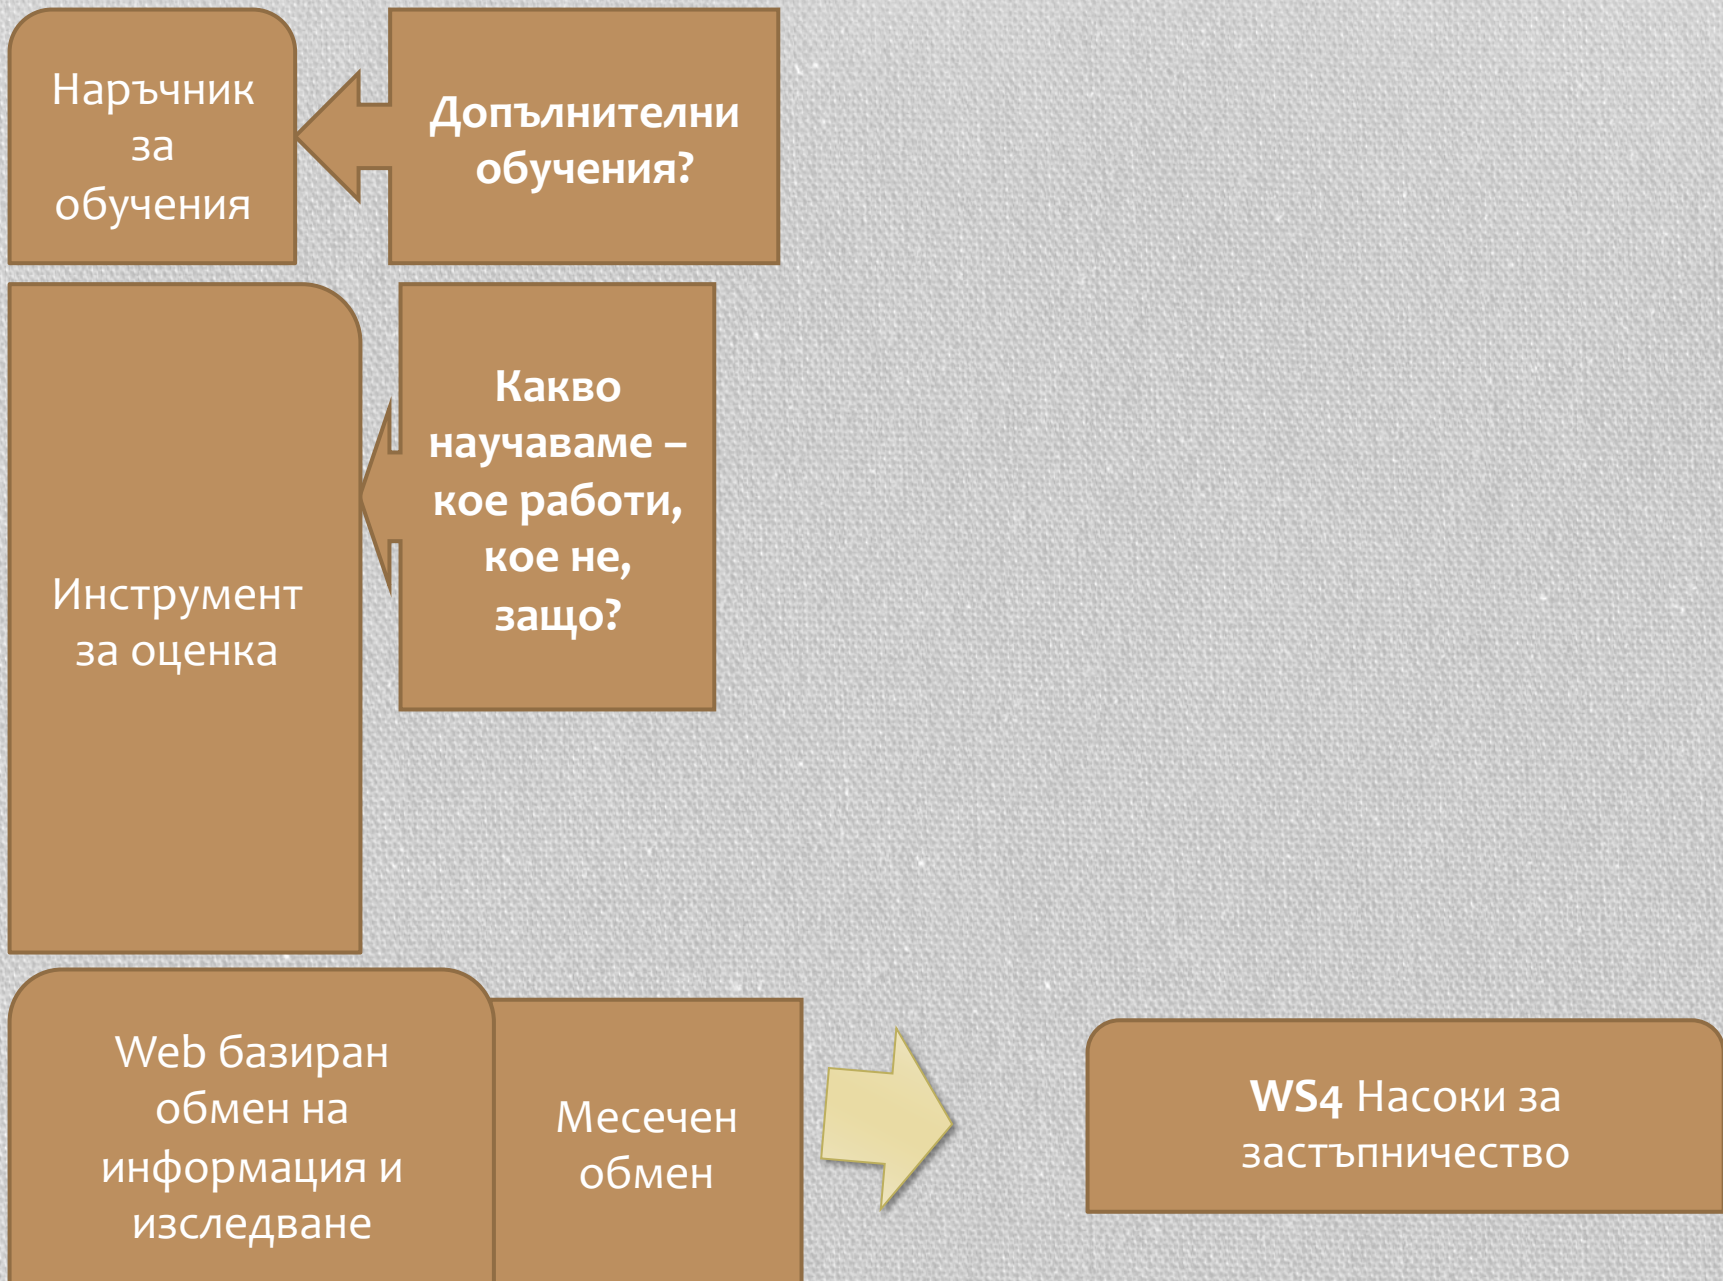 Наръчник
за
обучения
Допълнителни
обучения?
Какво
научаваме –
кое работи,
кое не,
защо?
Инструмент
за оценка
Web базиран
обмен на
информация и
изследване
Месечен
обмен
WS4 Насоки за
застъпничество